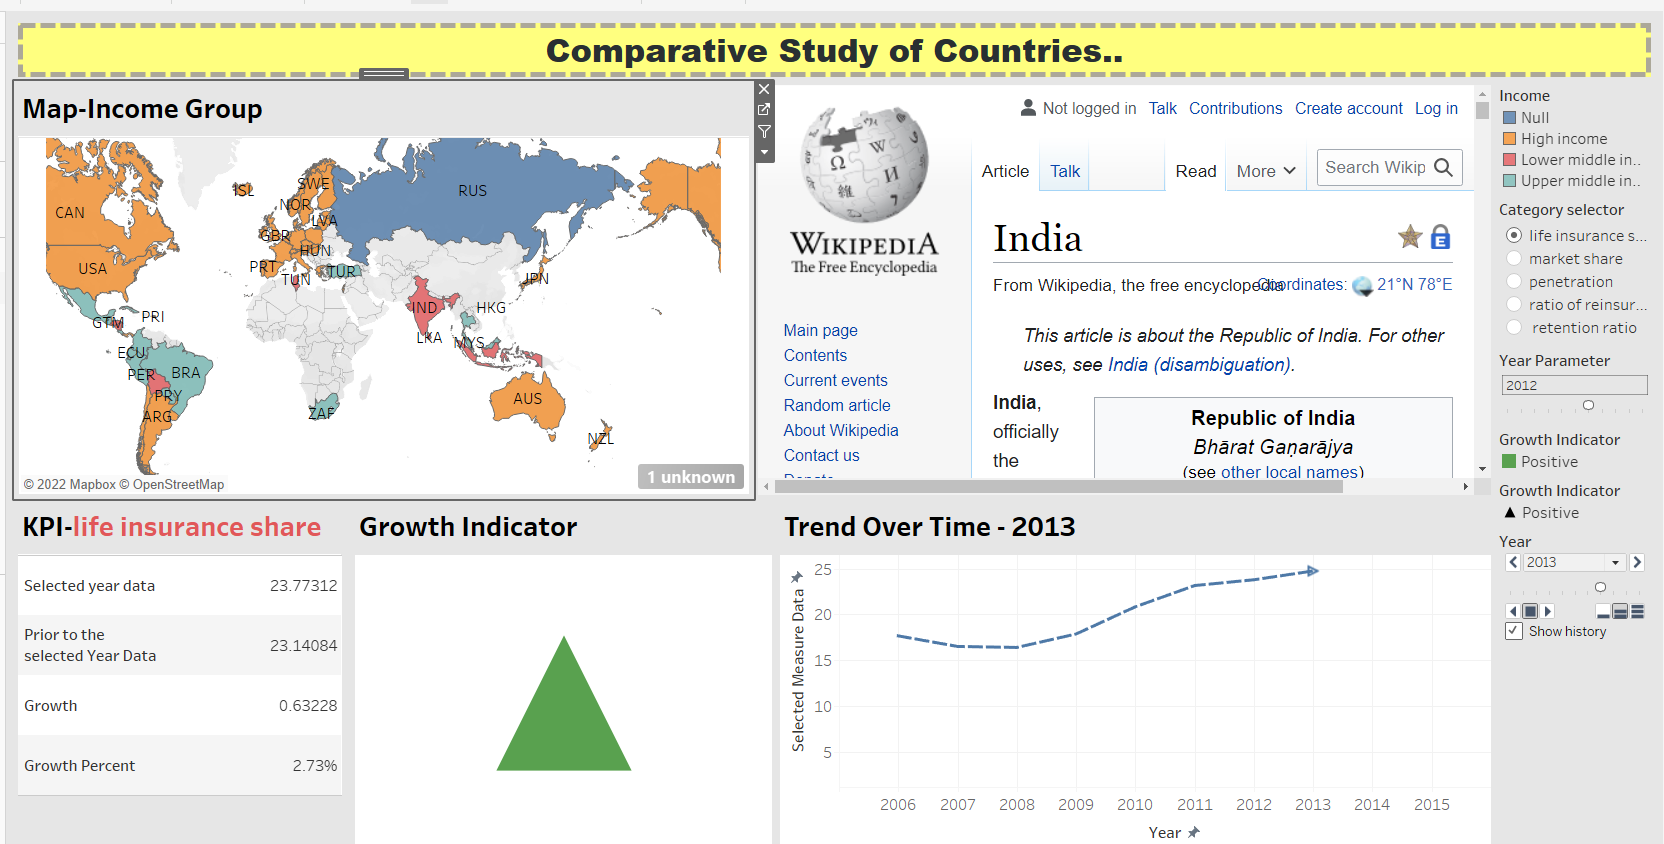 Comparative Study of Countries..
Map-Income Group
CAN
USA
GTM
PRI
ECU
PER
BRA
PRY
ARG
ISL
SWE
NOR
LVA
GBR
HUN
PRT
TUR
TUN
RUS
JPN
IND
HKG
LKA
MYS
ZAF
AUS
NZL
© 2022 Mapbox © OpenStreetMap
1 unknown
Ω
W
И
維
WIKIPEDIA
The Free Encyclopedia
Main page
Contents
Current events
Random article
About Wikipedia
Contact us
Donate
Not logged in Talk Contributions Create account Log in
Article Talk Read More Search Wikip
India
From Wikipedia, the free encyclopedia
Coordinates: 21°N 78°E
This article is about the Republic of India. For other
uses, see India (disambiguation).
India,
officially
the
Republic of India
Bhārat Gaṇarājya
(see other local names)
Income
Null
High income
Lower middle in..
Upper middle in..
Category selector
life insurance s...
market share
penetration
ratio of reinsur...
retention ratio
Year Parameter
2012
Growth Indicator
Positive
Growth Indicator
Positive
Year
2013
Show history
KPI-life insurance share
Selected year data 23.77312
Prior to the
selected Year Data 23.14084
Growth 0.63228
Growth Percent 2.73%
Growth Indicator
Trend Over Time - 2013
Selected Measure Data
25
20
15
10
5
2006 2007 2008 2009 2010 2011 2012 2013 2014 2015
Year